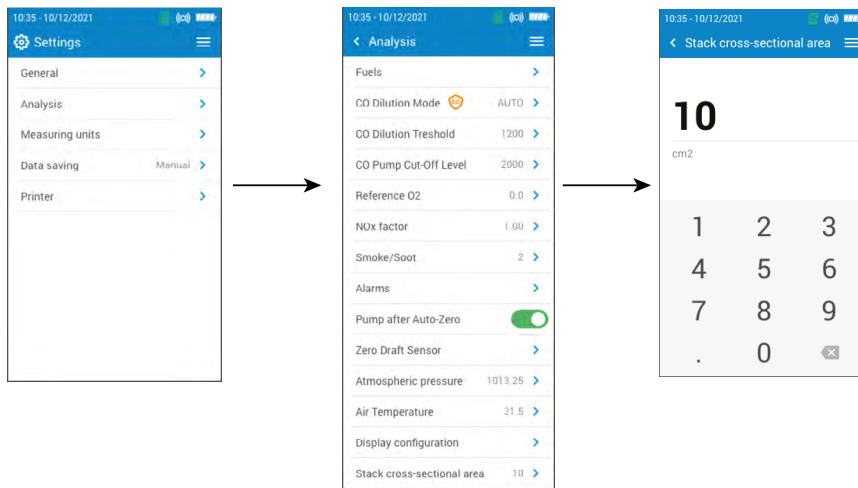 10:35 - 10/12/2021
Settings
General
Analysis
Measuring units
Data saving Manual
Printer
10:35 - 10/12/2021
Analysis
Fuels
CO Dilution Mode CO AUTO
CO Dilution Treshold 1200
CO Pump Cut-Off Level 2000
Reference O2 0.0
NOx factor 1.00
Smoke/Soot 2
Alarms
Pump after Auto-Zero
Zero Draft Sensor
Atmospheric pressure 1013.25
Air Temperature 21.5
Display configuration
Stack cross-sectional area 10
10:35 - 10/12/2021
Stack cross-sectional area
10
cm2
1 2 3
4 5 6
7 8 9
. 0